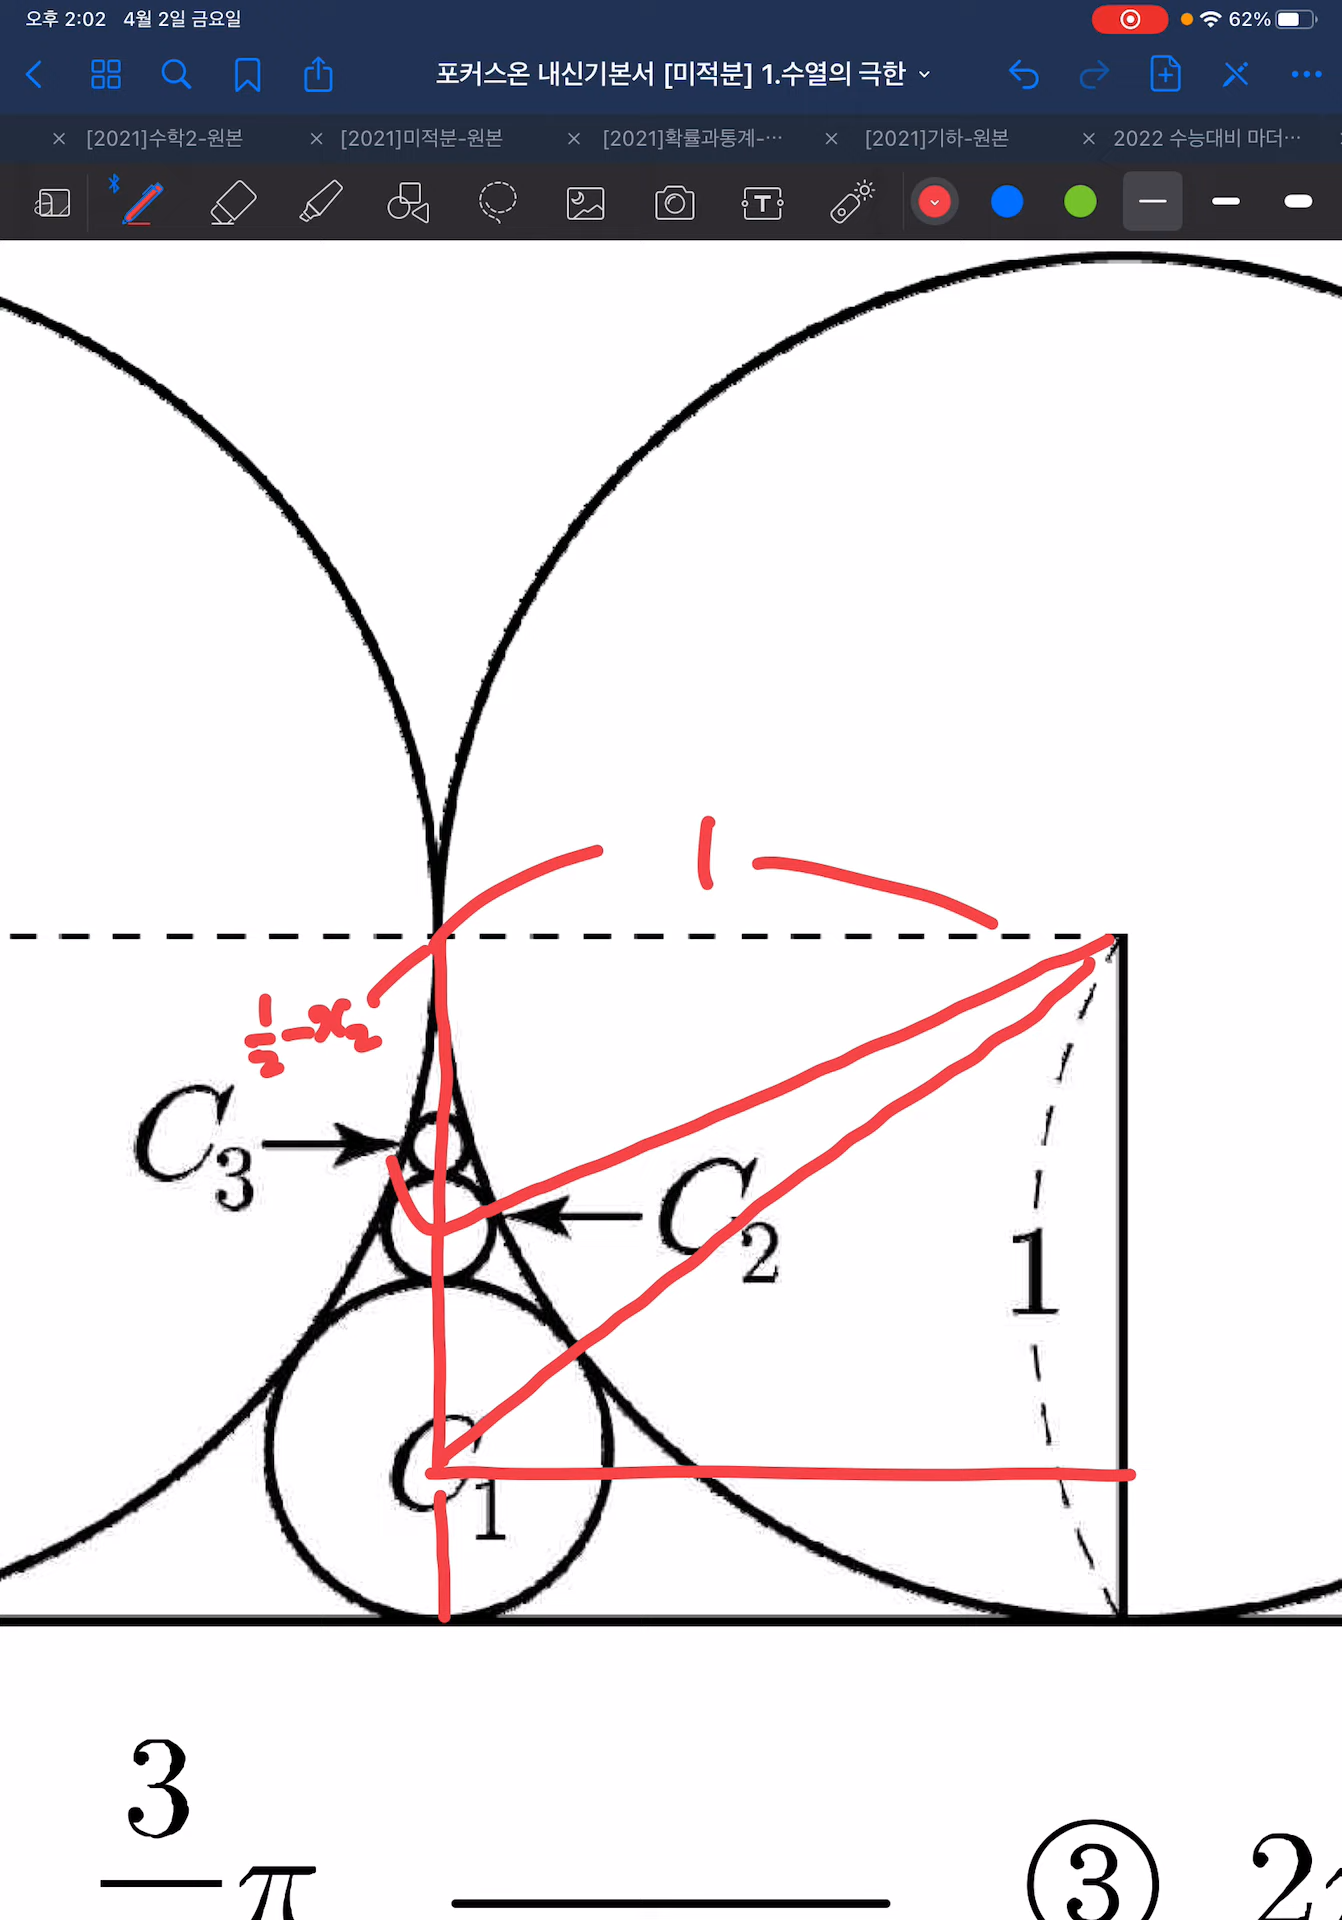 오후 2:02 4월 2일 금요일 62%
포커스온 내신기본서 [미적분] 1.수열의 극한
× [2021]수학2-원본 × [2021]미적분-원본 × [2021]확률과통계-··· × [2021]기하-원본 × 2022 수능대비 마더···
T
1
1/2-x₂
C₃
C₂
1
C₁
3/ π
③ 2